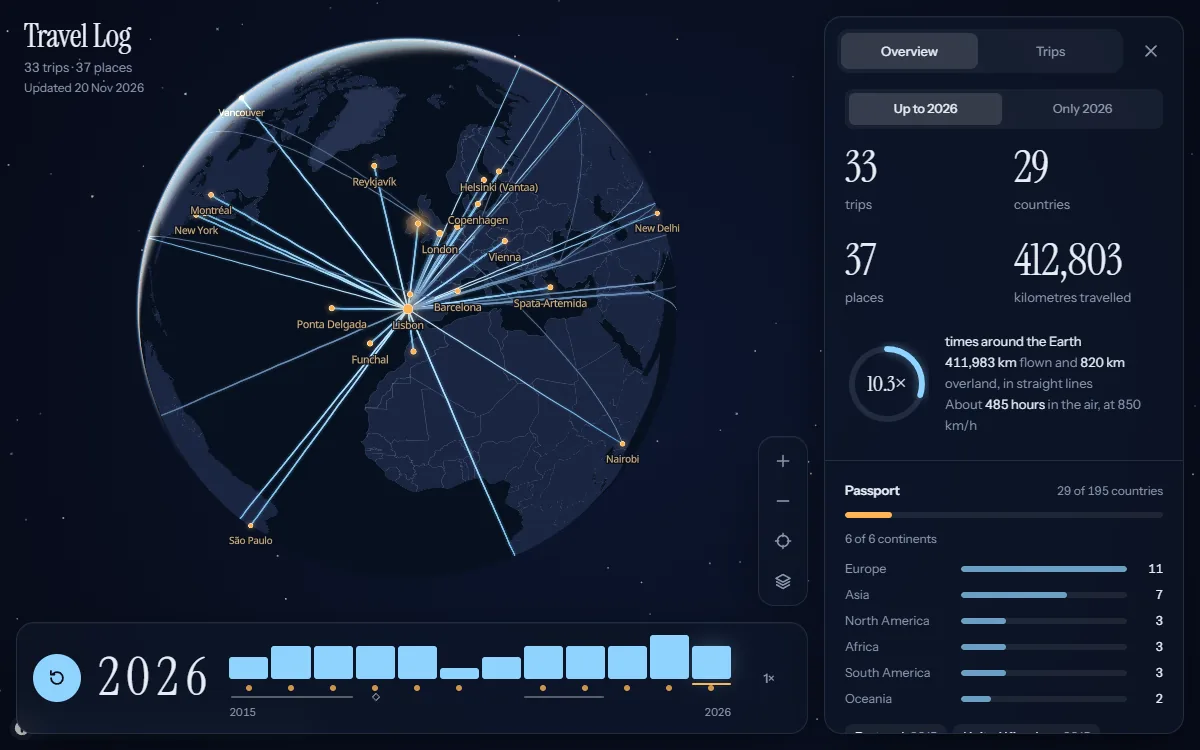 Travel Log
33 trips · 37 places
Updated 20 Nov 2026
Vancouver
Reykjavík
Helsinki (Vantaa)
Montréal
New York
Copenhagen
New Delhi
London
Vienna
Barcelona
Spata-Artemida
Ponta Delgada
Lisbon
Funchal
Nairobi
São Paulo
2026
2015
2026
1×
Overview
Trips
Up to 2026
Only 2026
33
trips
29
countries
37
places
412,803
kilometres travelled
10.3×
times around the Earth
411,983 km flown and 820 km
overland, in straight lines
About 485 hours in the air, at 850
km/h
Passport
29 of 195 countries
6 of 6 continents
Europe 11
Asia 7
North America 3
Africa 3
South America 3
Oceania 2